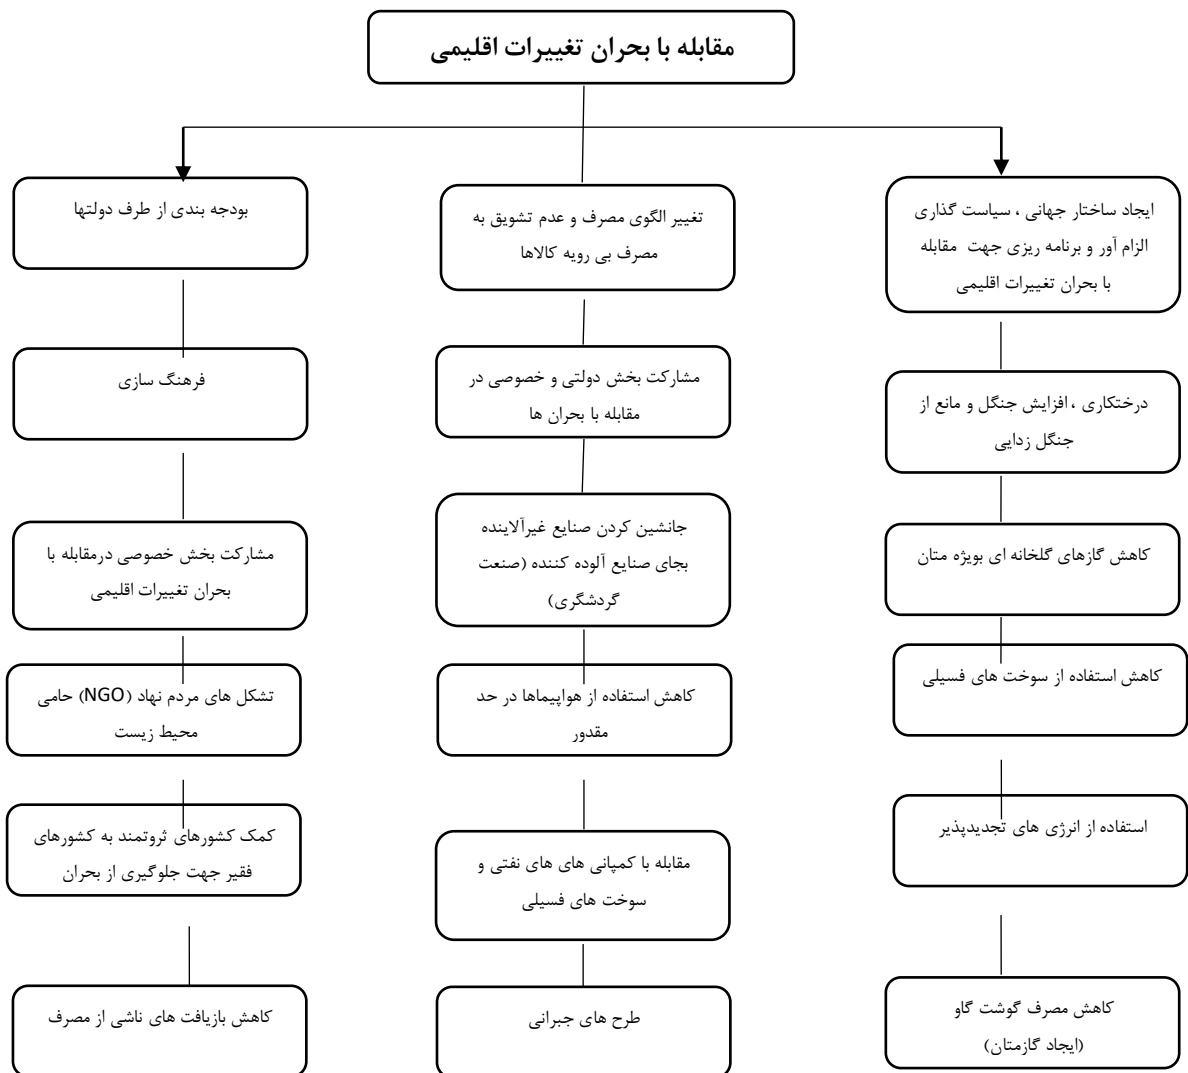 مقابله با بحران تغییرات اقلیمی
ایجاد ساختار جهانی ، سیاست گذاری
الزام آور و برنامه ریزی جهت مقابله
با بحران تغییرات اقلیمی
درختکاری ، افزایش جنگل و مانع از
جنگل زدایی
کاهش گازهای گلخانه ای بویژه متان
کاهش استفاده از سوخت های فسیلی
استفاده از انرژی های تجدیدپذیر
کاهش مصرف گوشت گاو
(ایجاد گازمتان)
تغییر الگوی مصرف و عدم تشویق به
مصرف بی رویه کالاها
مشارکت بخش دولتی و خصوصی در
مقابله با بحران ها
جانشین کردن صنایع غیرآلاینده
بجای صنایع آلوده کننده (صنعت
گردشگری)
کاهش استفاده از هواپیماها در حد
مقدور
مقابله با کمپانی های های نفتی و
سوخت های فسیلی
طرح های جبرانی
بودجه بندی از طرف دولتها
فرهنگ سازی
مشارکت بخش خصوصی درمقابله با
بحران تغییرات اقلیمی
تشکل های مردم نهاد (NGO) حامی
محیط زیست
کمک کشورهای ثروتمند به کشورهای
فقیر جهت جلوگیری از بحران
کاهش بازیافت های ناشی از مصرف